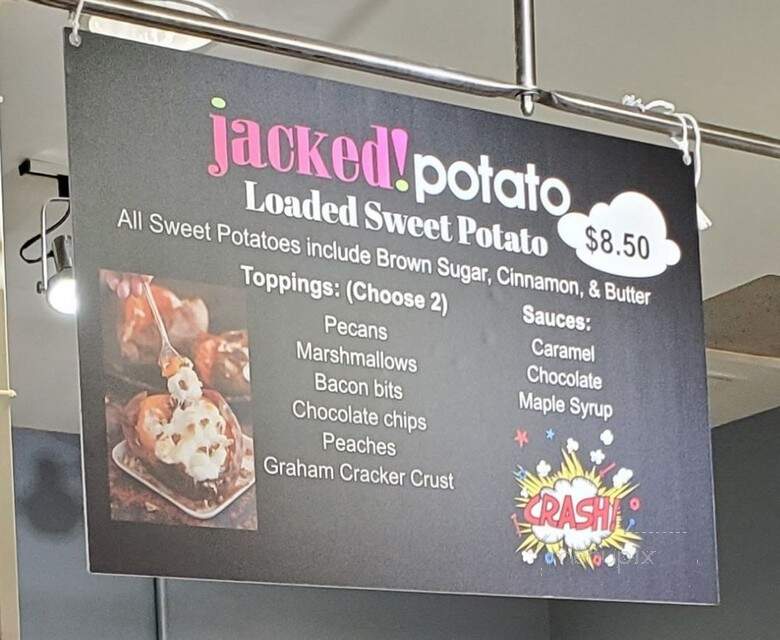 jacked! potato
Loaded Sweet Potato
$8.50
All Sweet Potatoes include Brown Sugar, Cinnamon, & Butter
Toppings: (Choose 2)
Pecans
Marshmallows
Bacon bits
Chocolate chips
Peaches
Graham Cracker Crust
Sauces:
Caramel
Chocolate
Maple Syrup
CRASH!